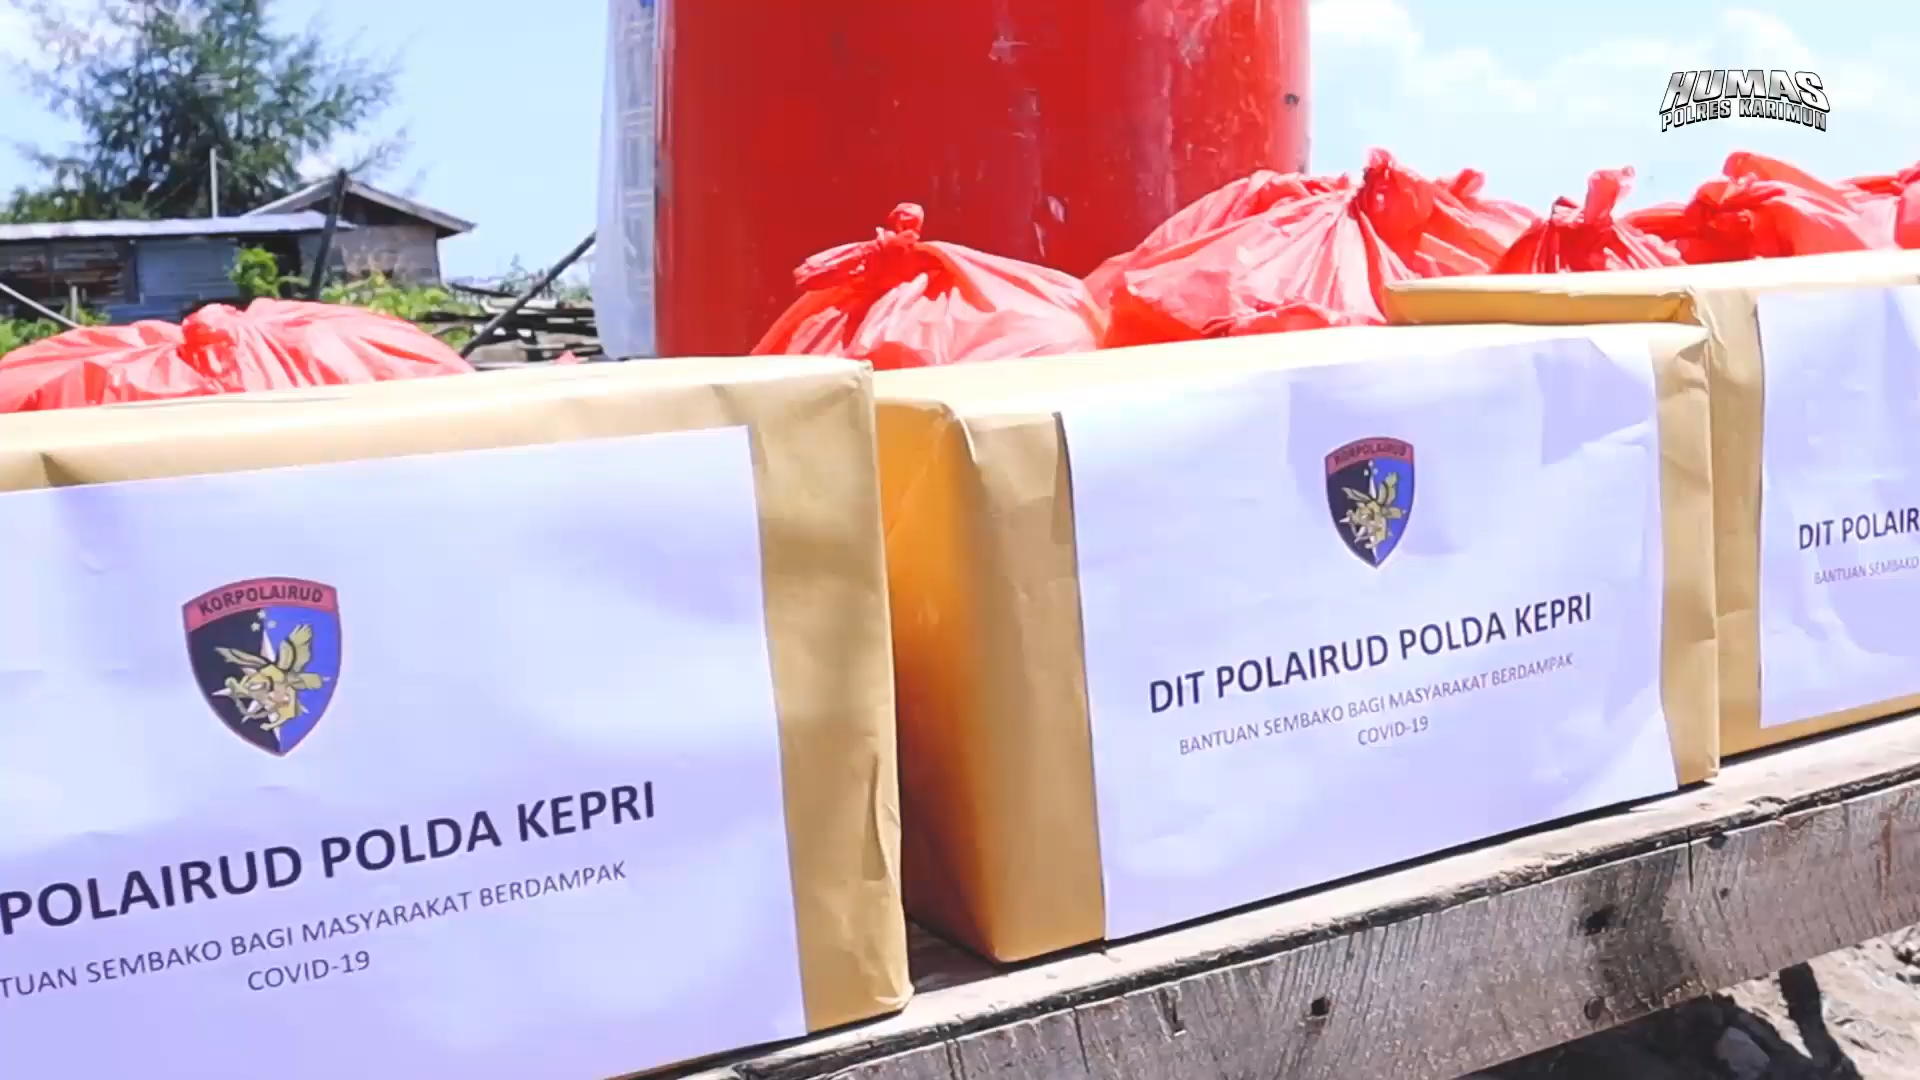 HUMAS
POLRES KARIMUN
KORPOLAIRUD
POLAIRUD POLDA KEPRI
TUAN SEMBAKO BAGI MASYARAKAT BERDAMPAK
COVID-19
KORPOLAIRUD
DIT POLAIRUD POLDA KEPRI
BANTUAN SEMBAKO BAGI MASYARAKAT BERDAMPAK
COVID-19
DIT POLAIR
BANTUAN SEMBAKO